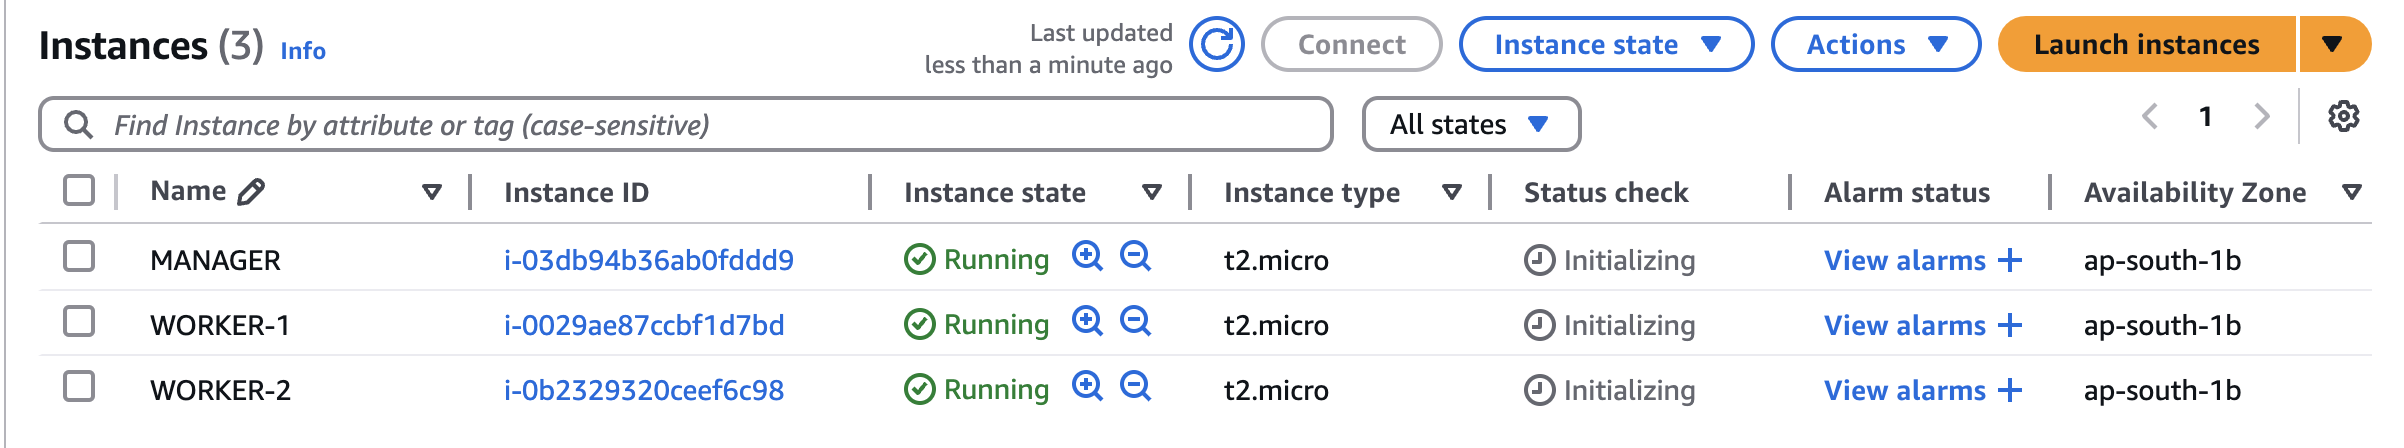 Instances (3) Info
Last updated
less than a minute ago
Connect
Instance state
Actions
Launch instances
Find Instance by attribute or tag (case-sensitive)
All states
1
Name Instance ID Instance state Instance type Status check Alarm status Availability Zone
MANAGER i-03db94b36ab0fddd9 Running t2.micro Initializing View alarms + ap-south-1b
WORKER-1 i-0029ae87ccbf1d7bd Running t2.micro Initializing View alarms + ap-south-1b
WORKER-2 i-0b2329320ceef6c98 Running t2.micro Initializing View alarms + ap-south-1b